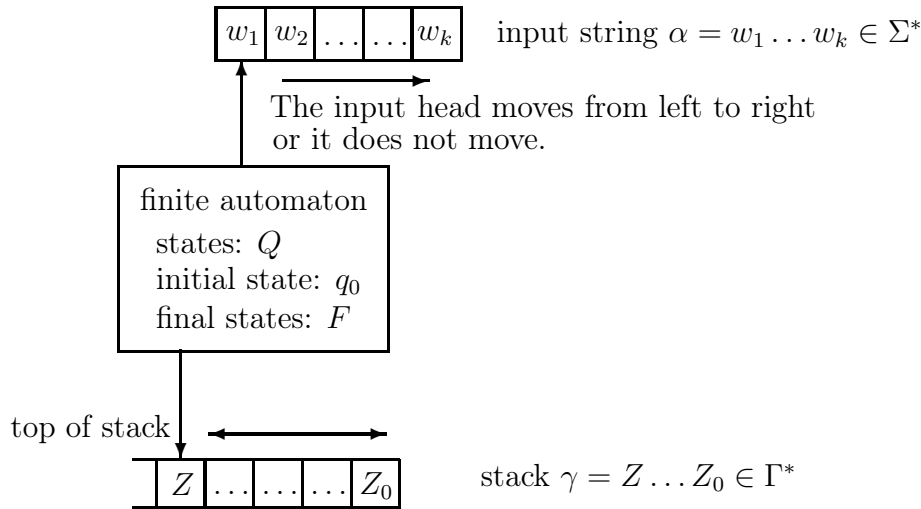 w₁ w₂ … … wₖ input string α = w₁ … wₖ ∈ Σ*
The input head moves from left to right
or it does not move.
finite automaton
states: Q
initial state: q₀
final states: F
top of stack
Z … … … Z₀ stack γ = Z … Z₀ ∈ Γ*